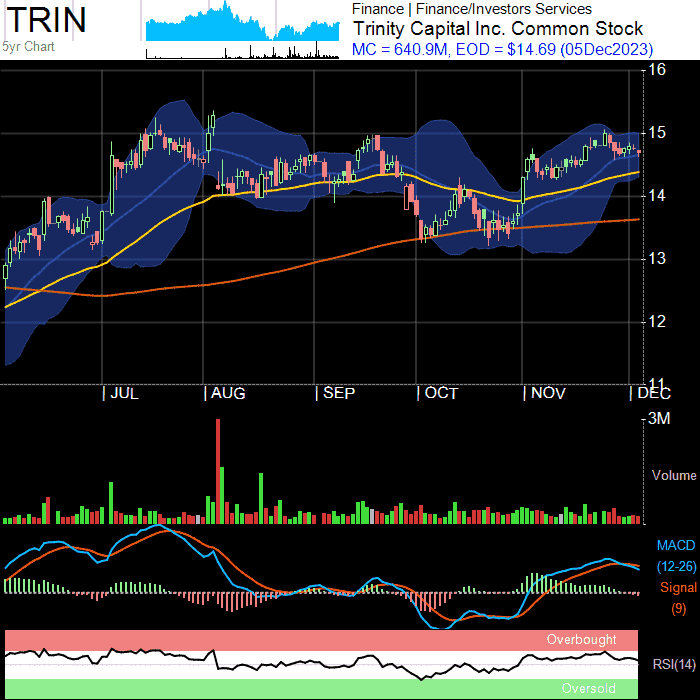 TRIN
5yr Chart
Finance | Finance/Investors Services
Trinity Capital Inc. Common Stock
MC = 640.9M, EOD = $14.69 (05Dec2023)
16
15
14
13
12
11
JUL
AUG
SEP
OCT
NOV
DEC
3M
Volume
MACD
(12-26)
Signal
(9)
Overbought
RSI(14)
Oversold